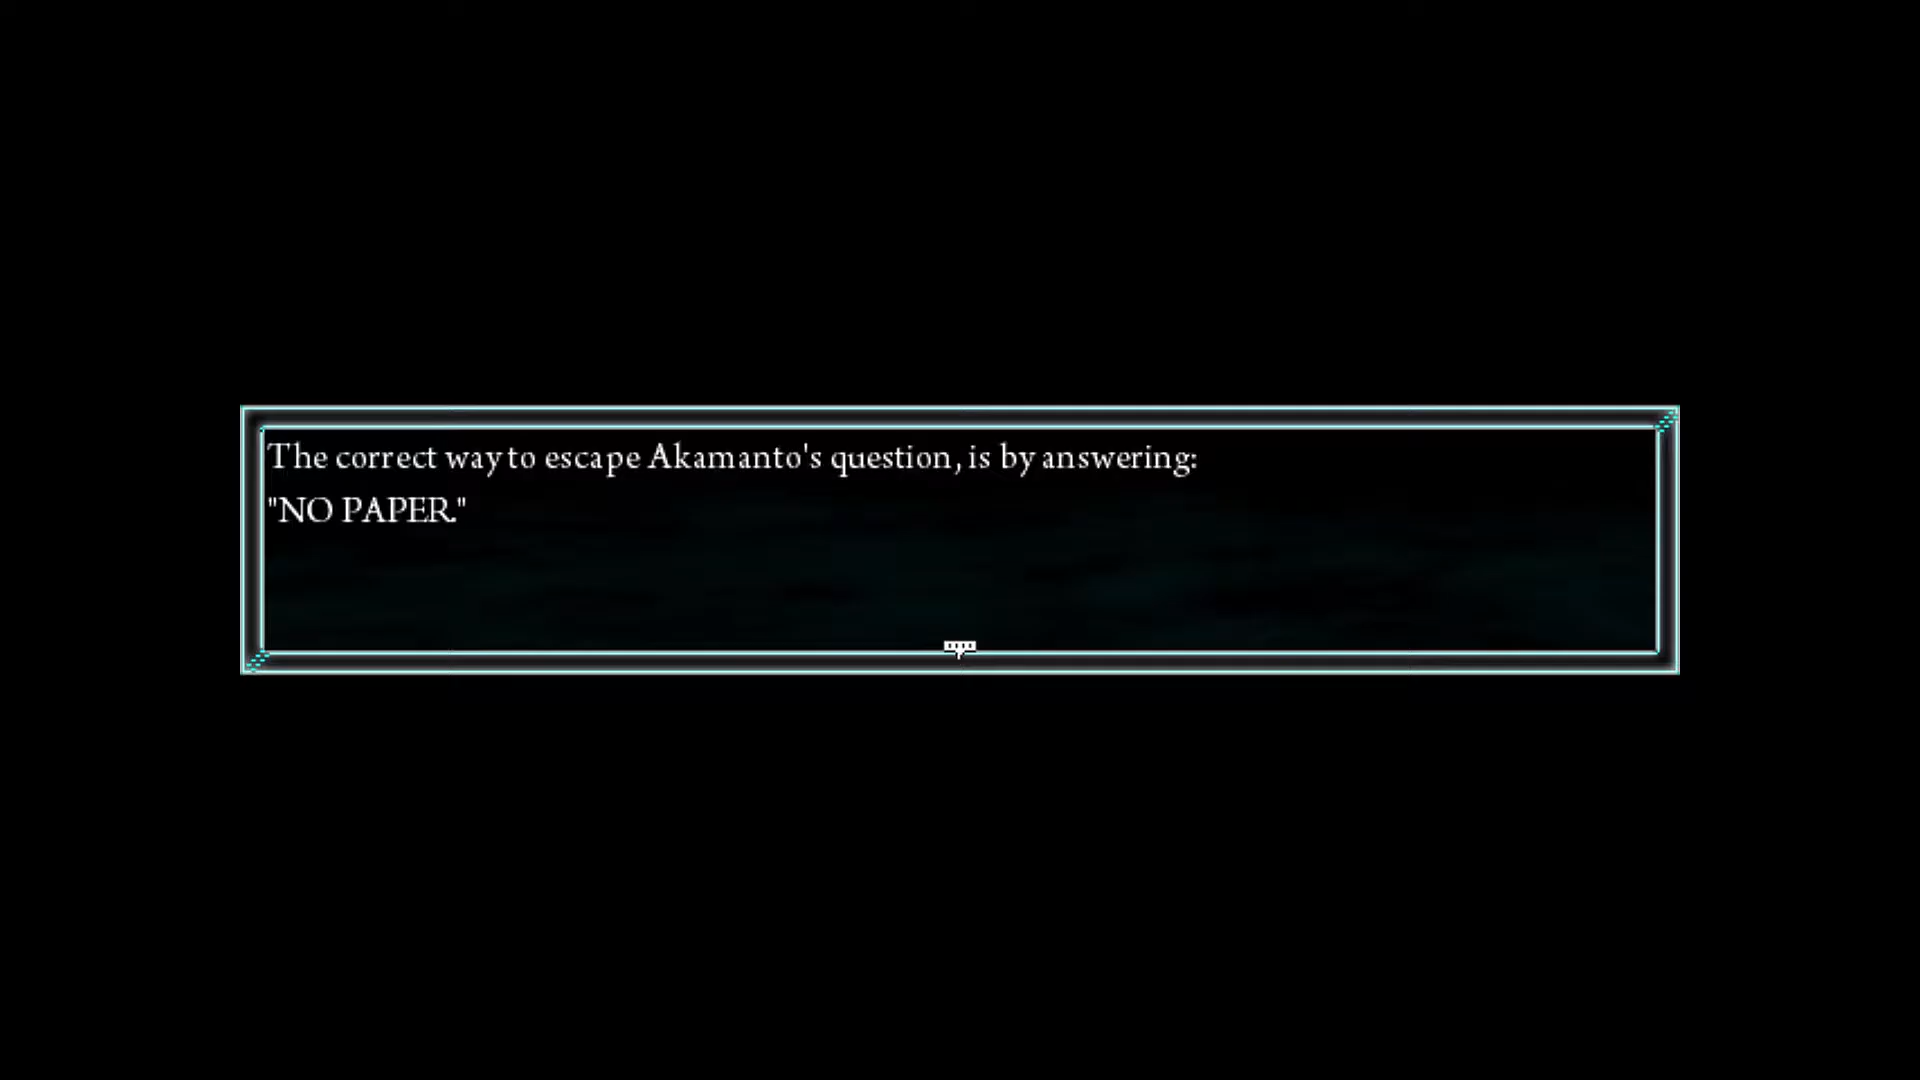 The correct way to escape Akamanto's question, is by answering:
"NO PAPER."